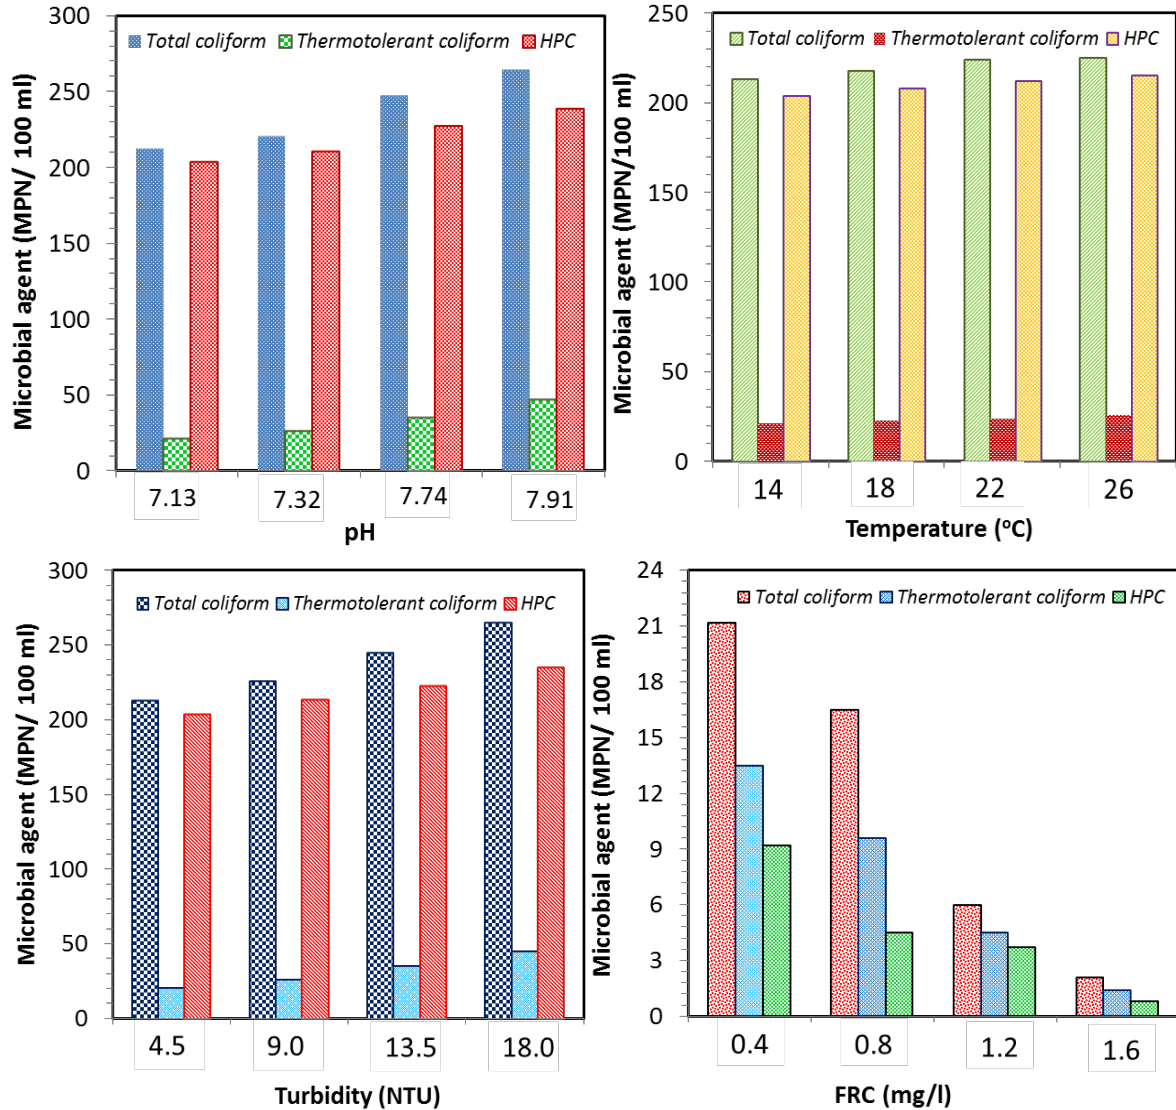 Microbial agent (MPN/ 100 ml)
300
250
200
150
100
50
0
Total coliform Thermotolerant coliform HPC
7.13 7.32 7.74 7.91
pH
Microbial agent (MPN/100 ml)
250
200
150
100
50
0
Total coliform Thermotolerant coliform HPC
14 18 22 26
Temperature (°C)
Microbial agent (MPN/ 100 ml)
300
250
200
150
100
50
0
Total coliform Thermotolerant coliform HPC
4.5 9.0 13.5 18.0
Turbidity (NTU)
Microbial agent (MPN/ 100 ml)
24
21
18
15
12
9
6
3
0
Total coliform Thermotolerant coliform HPC
0.4 0.8 1.2 1.6
FRC (mg/l)